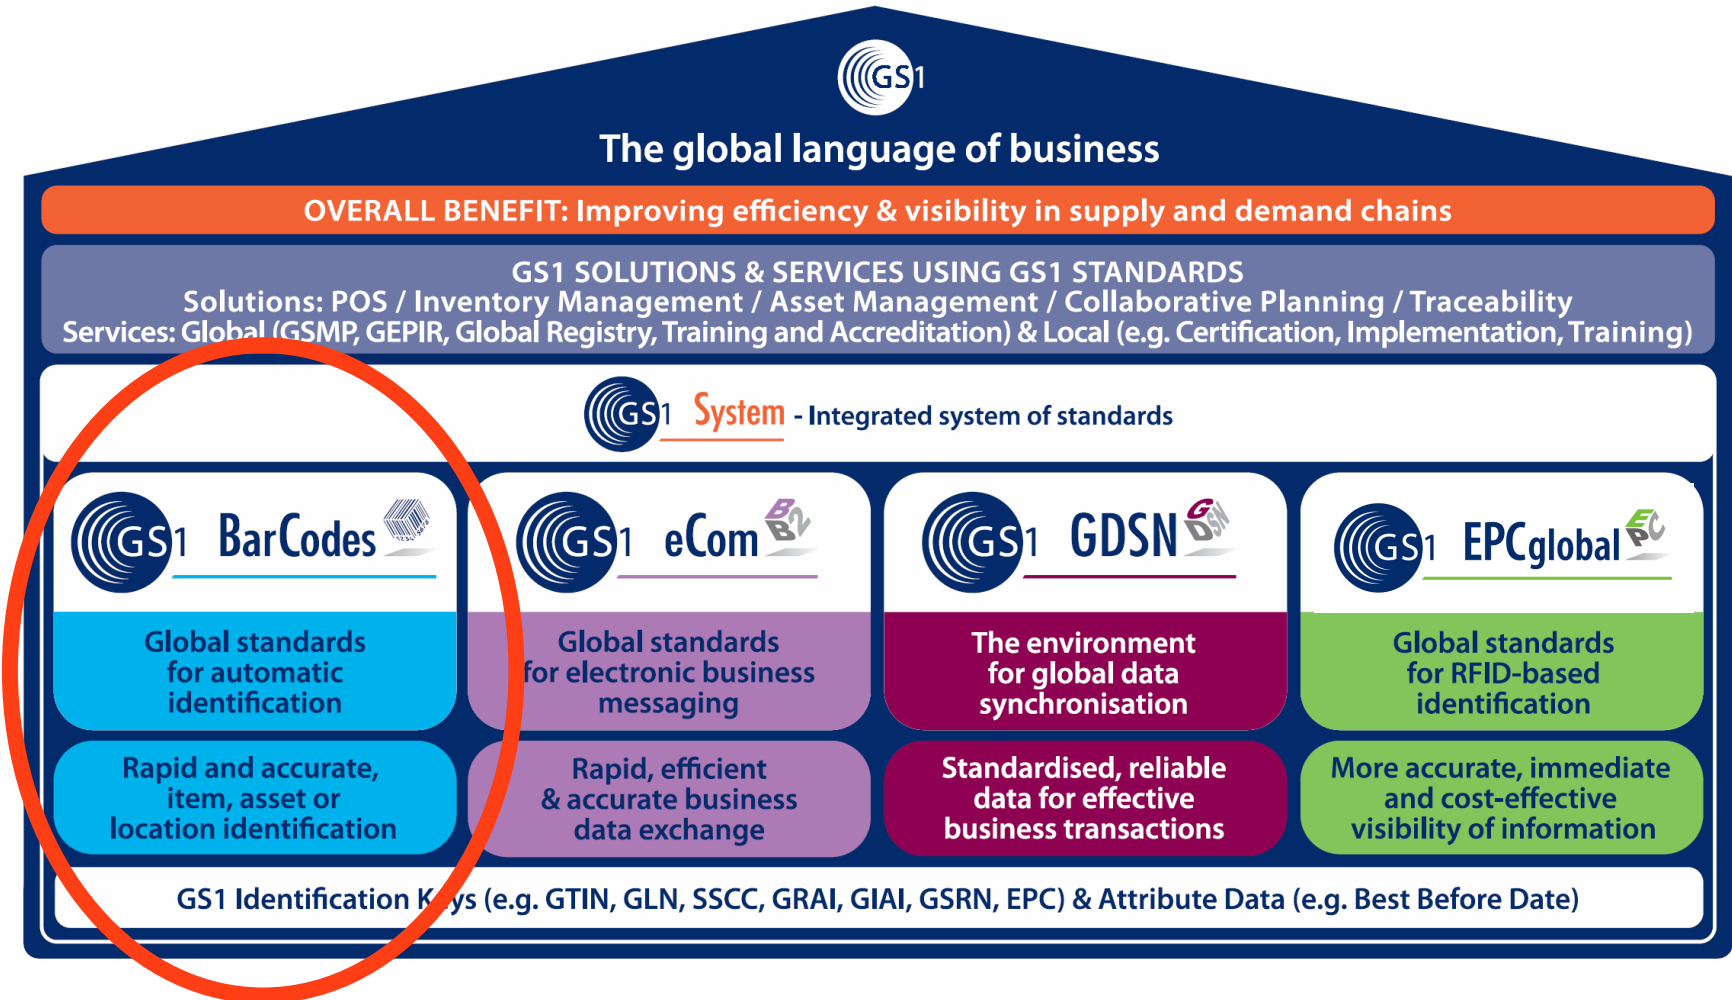 GS1
The global language of business
OVERALL BENEFIT: Improving efficiency & visibility in supply and demand chains
GS1 SOLUTIONS & SERVICES USING GS1 STANDARDS
Solutions: POS / Inventory Management / Asset Management / Collaborative Planning / Traceability
Services: Global (GSMP, GEPIR, Global Registry, Training and Accreditation) & Local (e.g. Certification, Implementation, Training)
GS1 System - Integrated system of standards
GS1 BarCodes
Global standards
for automatic
identification
Rapid and accurate,
item, asset or
location identification
GS1 eCom B2B
Global standards
for electronic business
messaging
Rapid, efficient
& accurate business
data exchange
GS1 GDSN GDSN
The environment
for global data
synchronisation
Standardised, reliable
data for effective
business transactions
GS1 EPCglobal EPC
Global standards
for RFID-based
identification
More accurate, immediate
and cost-effective
visibility of information
GS1 Identification Keys (e.g. GTIN, GLN, SSCC, GRAI, GIAI, GSRN, EPC) & Attribute Data (e.g. Best Before Date)